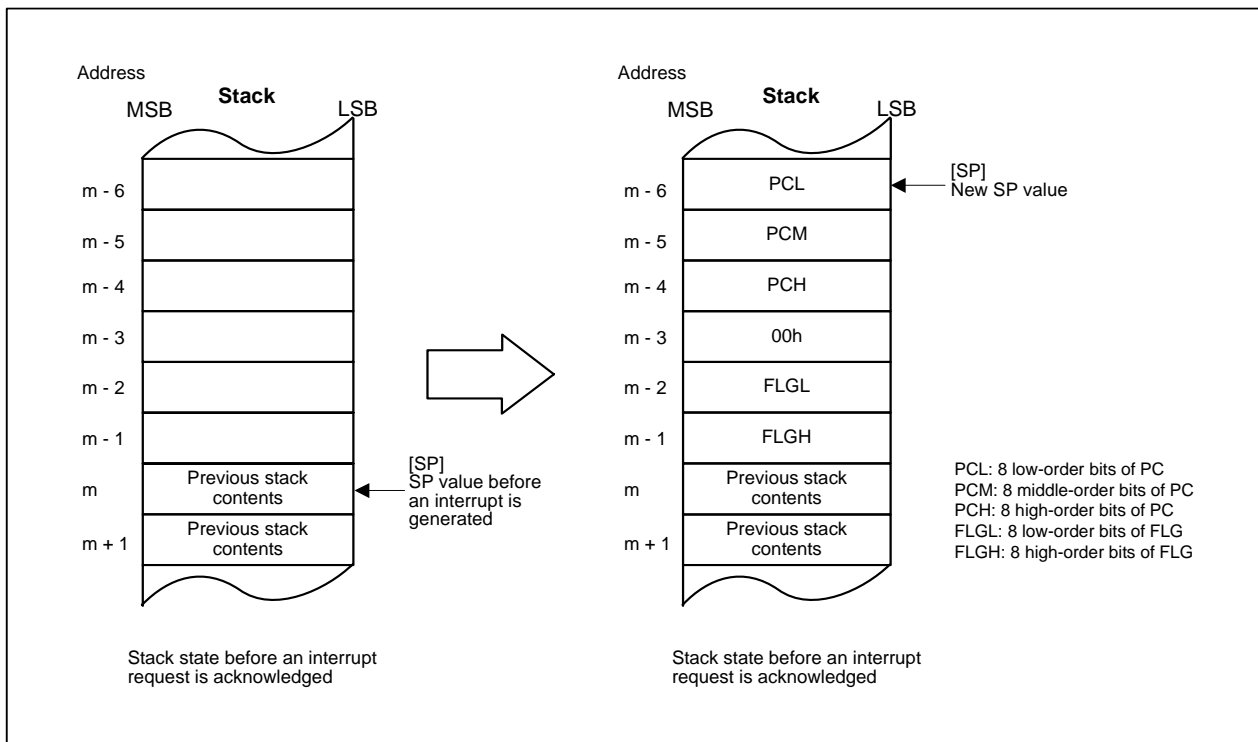 Address
Stack
MSB
LSB
m - 6
m - 5
m - 4
m - 3
m - 2
m - 1
m
Previous stack
contents
m + 1
Previous stack
contents
[SP]
SP value before
an interrupt is
generated
Stack state before an interrupt
request is acknowledged
Address
Stack
MSB
LSB
m - 6
PCL
[SP]
New SP value
m - 5
PCM
m - 4
PCH
m - 3
00h
m - 2
FLGL
m - 1
FLGH
m
Previous stack
contents
m + 1
Previous stack
contents
PCL: 8 low-order bits of PC
PCM: 8 middle-order bits of PC
PCH: 8 high-order bits of PC
FLGL: 8 low-order bits of FLG
FLGH: 8 high-order bits of FLG
Stack state before an interrupt
request is acknowledged